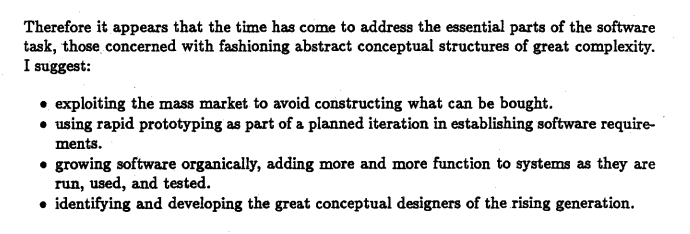 Therefore it appears that the time has come to address the essential parts of the software
task, those concerned with fashioning abstract conceptual structures of great complexity.
I suggest:
• exploiting the mass market to avoid constructing what can be bought.
• using rapid prototyping as part of a planned iteration in establishing software require-
ments.
• growing software organically, adding more and more function to systems as they are
run, used, and tested.
• identifying and developing the great conceptual designers of the rising generation.